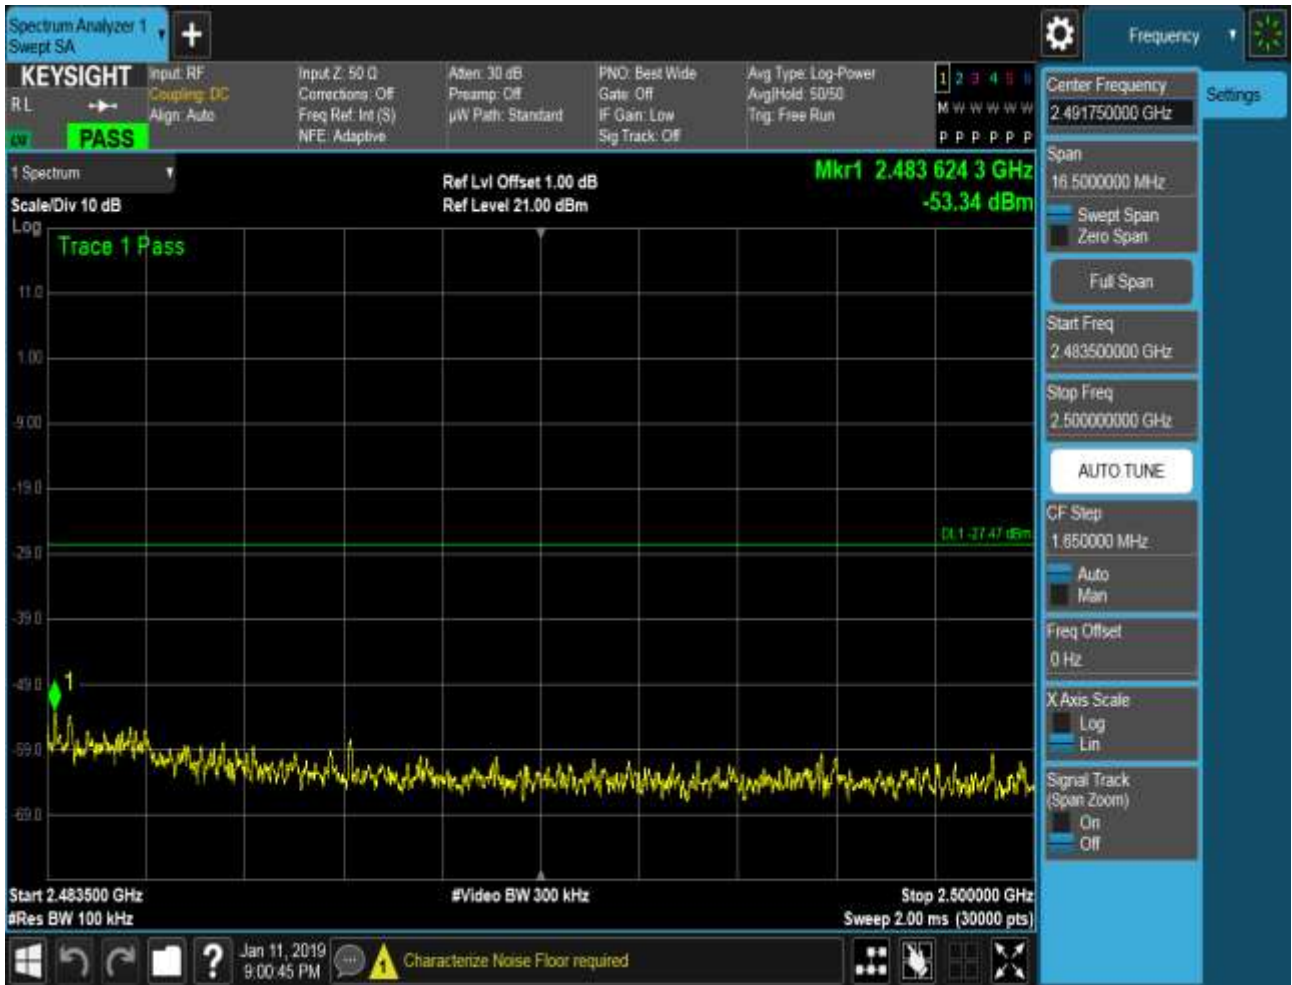 Spectrum Analyzer 1
Swept SA
Frequency
KEYSIGHT
Input: RF
Coupling: DC
Align: Auto
Input Z: 50 Ω
Corrections: Off
Freq Ref: Int (S)
NFE: Adaptive
Atten: 30 dB
Preamp: Off
µW Path: Standard
PNO: Best Wide
Gate: Off
IF Gain: Low
Sig Track: Off
Avg Type: Log-Power
Avg|Hold: 50/50
Trig: Free Run
1 2 3 4 5 6
M W W W W W
P P P P P P
R L
PASS
Center Frequency
2.491750000 GHz
Settings
1 Spectrum
Ref Lvl Offset 1.00 dB
Mkr1 2.483 624 3 GHz
Scale/Div 10 dB
Ref Level 21.00 dBm
-53.34 dBm
Log
Trace 1 Pass
11.0
1.00
-9.00
-19.0
DL1 -27.47 dBm
-29.0
-39.0
-49.0
1
-59.0
-69.0
Span
16.5000000 MHz
Swept Span
Zero Span
Full Span
Start Freq
2.483500000 GHz
Stop Freq
2.500000000 GHz
AUTO TUNE
CF Step
1.650000 MHz
Auto
Man
Freq Offset
0 Hz
X Axis Scale
Log
Lin
Signal Track
(Span Zoom)
On
Off
Start 2.483500 GHz
#Video BW 300 kHz
Stop 2.500000 GHz
#Res BW 100 kHz
Sweep 2.00 ms (30000 pts)
?
Jan 11, 2019
9:00:45 PM
1
Characterize Noise Floor required